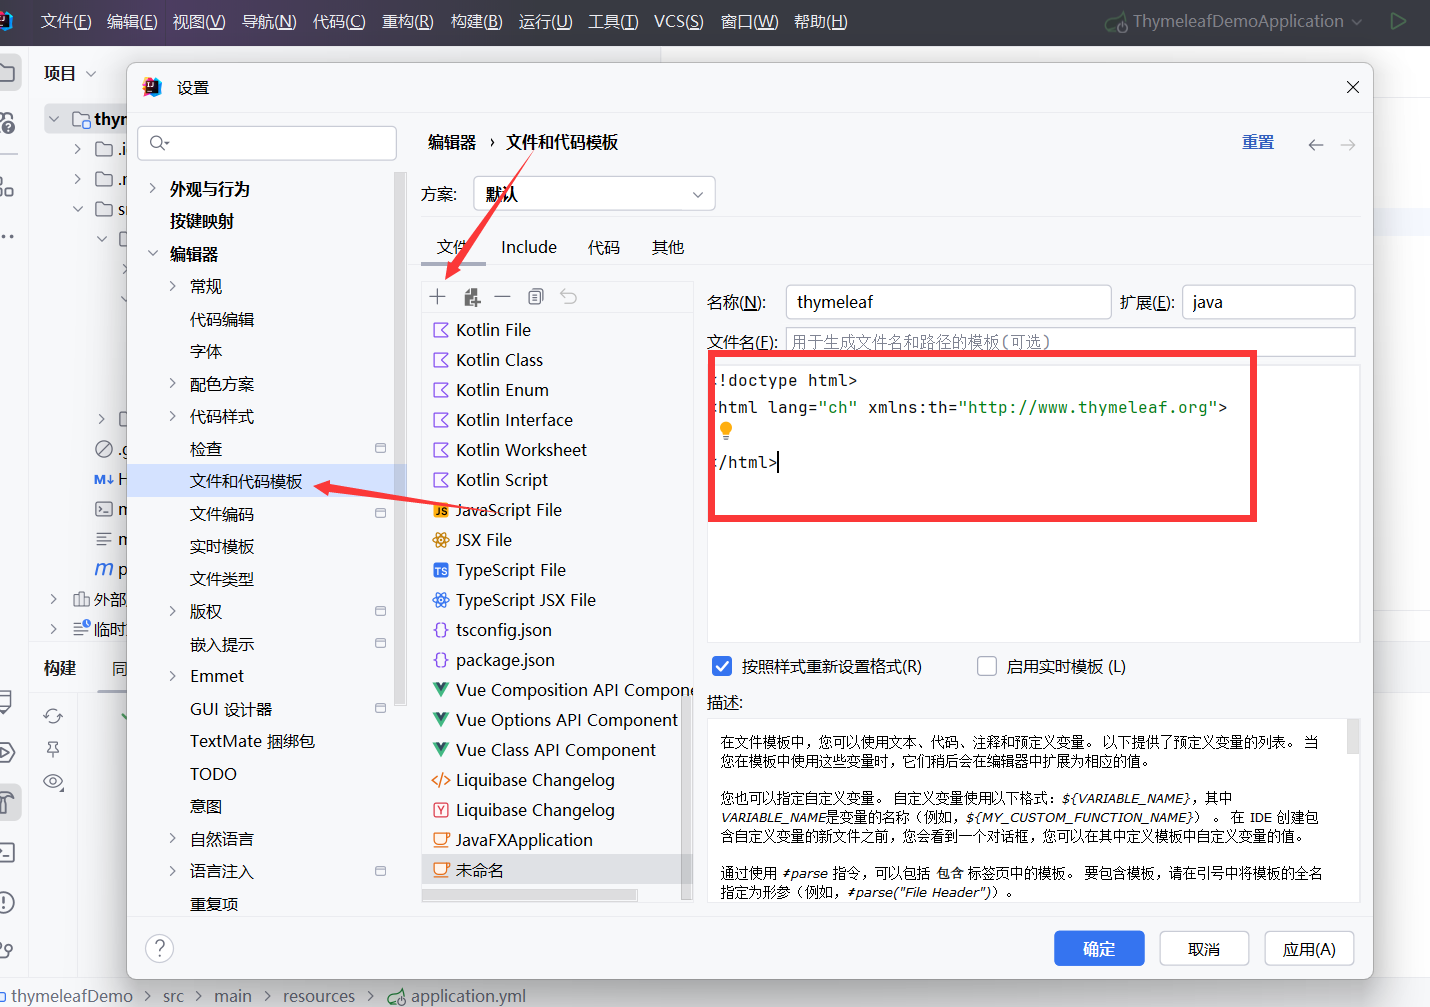 文件(F) 编辑(E) 视图(V) 导航(N) 代码(C) 重构(R) 构建(B) 运行(U) 工具(T) VCS(S) 窗口(W) 帮助(H) ThymeleafDemoApplication
项目
设置
thyn
编辑器 › 文件和代码模板 重置
方案: 默认
外观与行为
按键映射
编辑器
常规
代码编辑
字体
配色方案
代码样式
检查
文件和代码模板
文件编码
实时模板
文件类型
版权
嵌入提示
Emmet
GUI 设计器
TextMate 捆绑包
TODO
意图
自然语言
语言注入
重复项
文件 Include 代码 其他
Kotlin File
Kotlin Class
Kotlin Enum
Kotlin Interface
Kotlin Worksheet
Kotlin Script
JavaScript File
JSX File
TypeScript File
TypeScript JSX File
tsconfig.json
package.json
Vue Composition API Compone
Vue Options API Component
Vue Class API Component
Liquibase Changelog
Liquibase Changelog
JavaFXApplication
未命名
名称(N): thymeleaf 扩展(E): java
文件名(F): 用于生成文件名和路径的模板(可选)
!doctype html>
html lang="ch" xmlns:th="http://www.thymeleaf.org">
/html>
按照样式重新设置格式(R) 启用实时模板 (L)
描述:
在文件模板中，您可以使用文本、代码、注释和预定义变量。 以下提供了预定义变量的列表。 当
您在模板中使用这些变量时，它们稍后会在编辑器中扩展为相应的值。
您也可以指定自定义变量。 自定义变量使用以下格式：${VARIABLE_NAME}，其中
VARIABLE_NAME是变量的名称（例如，${MY_CUSTOM_FUNCTION_NAME}） 。 在 IDE 创建包
含自定义变量的新文件之前，您会看到一个对话框，您可以在其中定义模板中自定义变量的值。
通过使用 #parse 指令，可以包括 包含 标签页中的模板。 要包含模板，请在引号中将模板的全名
指定为形参（例如，#parse("File Header")）。
外部
临时
构建 同
? 确定 取消 应用(A)
thymeleafDemo > src > main > resources > application.yml